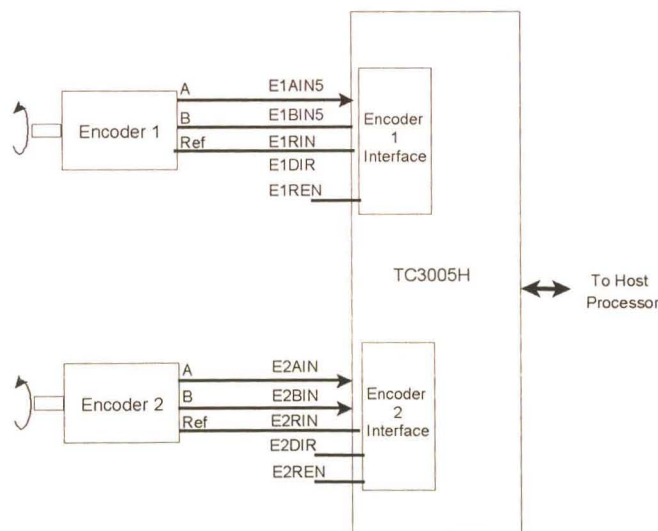 A E1AIN5
Encoder 1
B E1BIN5
Ref E1RIN
E1DIR
E1REN
Encoder
1
Interface
TC3005H
To Host
Processor
A E2AIN
Encoder 2
B E2BIN
Ref E2RIN
E2DIR
E2REN
Encoder
2
Interface